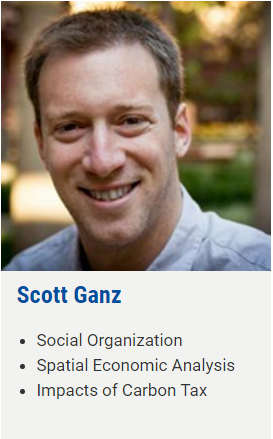 Scott Ganz
• Social Organization
• Spatial Economic Analysis
• Impacts of Carbon Tax